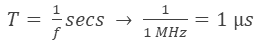 T = 1/f secs → 1/1 MHz = 1 μs